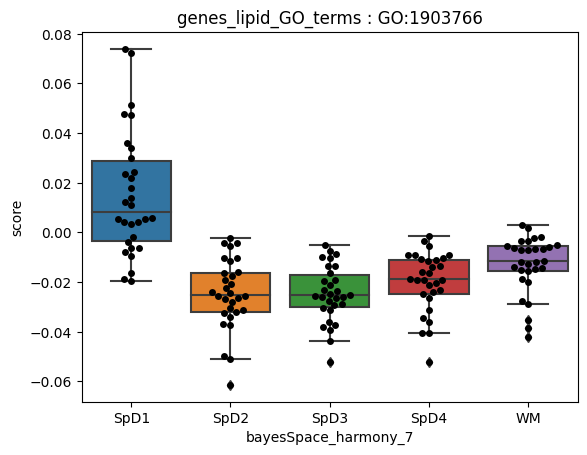 genes_lipid_GO_terms : GO:1903766
0.08
0.06
0.04
0.02
0.00
−0.02
−0.04
−0.06
score
SpD1 SpD2 SpD3 SpD4 WM
bayesSpace_harmony_7